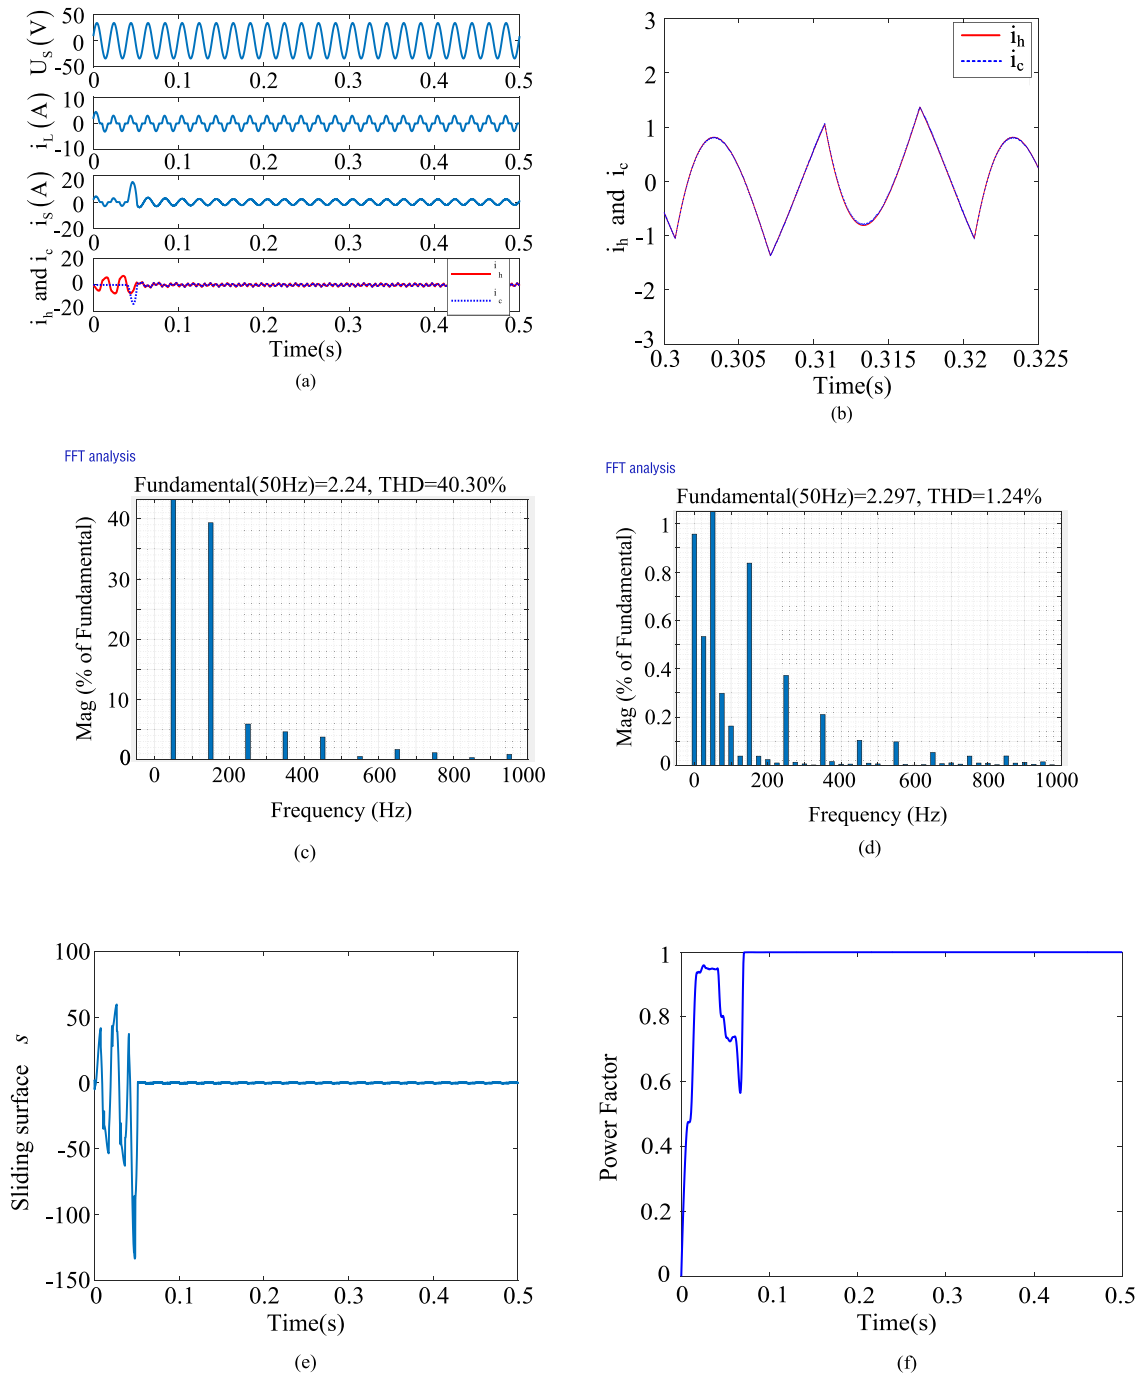 50
0
-50
U_S (V)
0 0.1 0.2 0.3 0.4 0.5
10
0
-10
i_L (A)
0 0.1 0.2 0.3 0.4 0.5
20
0
-20
i_S (A)
0 0.1 0.2 0.3 0.4 0.5
20
0
-20
i_h and i_c
i_h
i_c
0 0.1 0.2 0.3 0.4 0.5
Time(s)
(a)
3
2
1
0
-1
-2
-3
i_h and i_c
i_h
i_c
0.3 0.305 0.31 0.315 0.32 0.325
Time(s)
(b)
FFT analysis
Fundamental(50Hz)=2.24, THD=40.30%
40
30
20
10
0
Mag (% of Fundamental)
0 200 400 600 800 1000
Frequency (Hz)
(c)
FFT analysis
Fundamental(50Hz)=2.297, THD=1.24%
1
0.8
0.6
0.4
0.2
0
Mag (% of Fundamental)
0 200 400 600 800 1000
Frequency (Hz)
(d)
100
50
0
-50
-100
-150
Sliding surface s
0 0.1 0.2 0.3 0.4 0.5
Time(s)
(e)
1
0.8
0.6
0.4
0.2
0
Power Factor
0 0.1 0.2 0.3 0.4 0.5
Time(s)
(f)